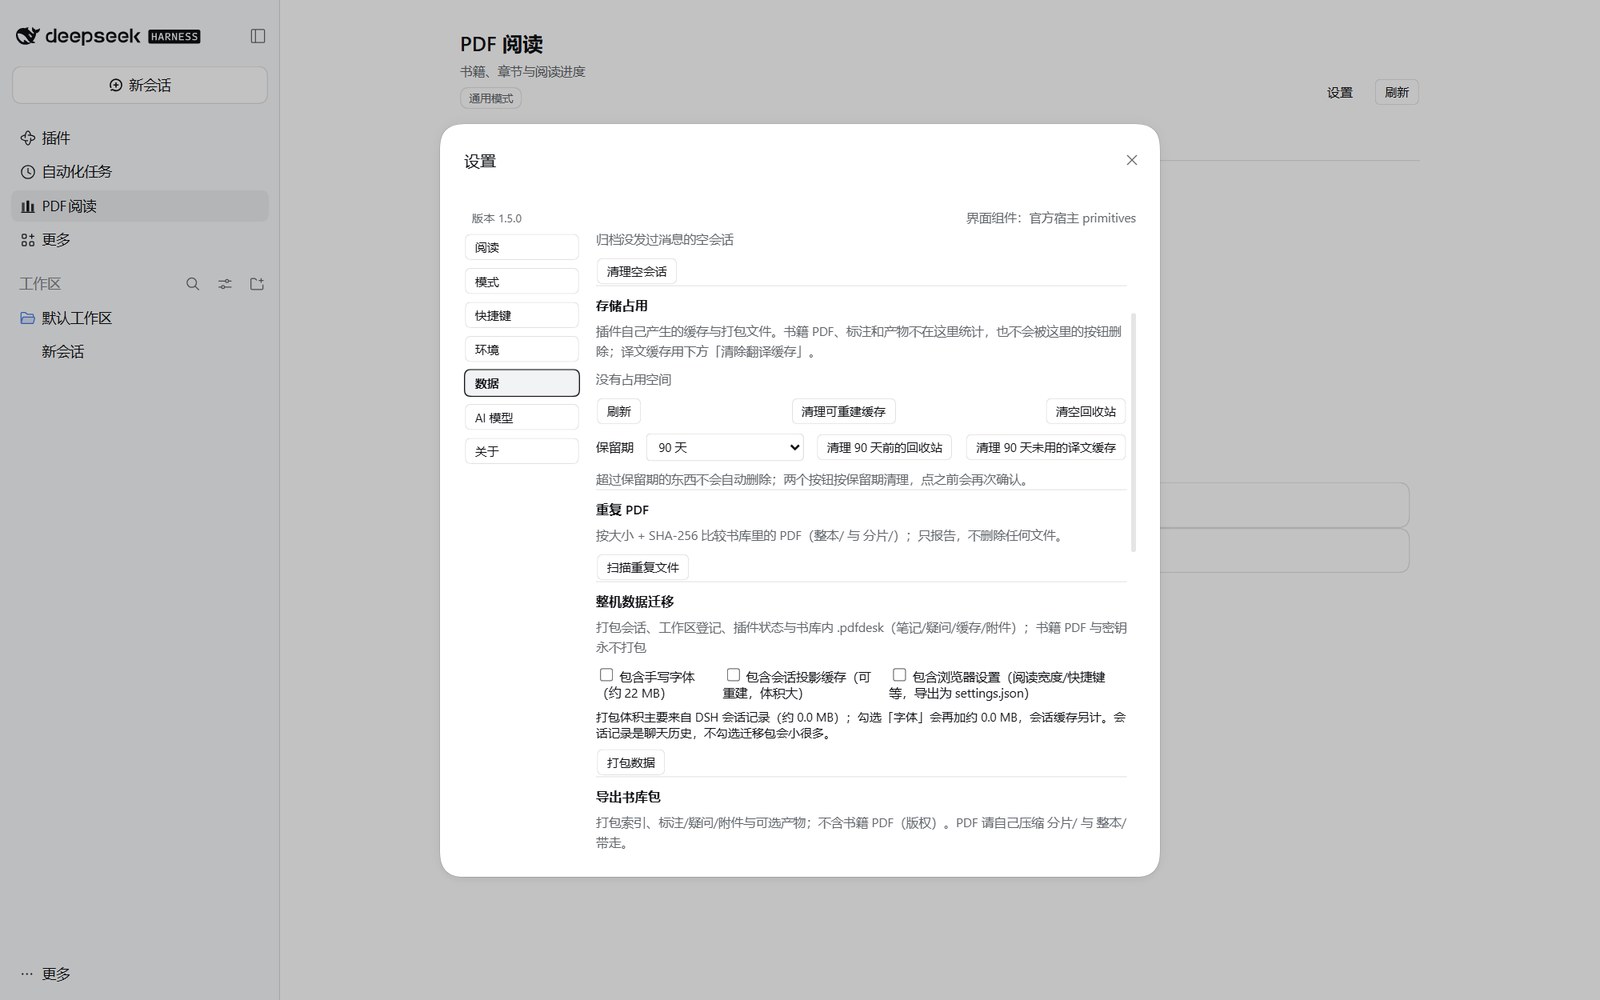 deepseek HARNESS
新会话
插件
自动化任务
PDF 阅读
更多
工作区
默认工作区
新会话
更多
PDF 阅读
书籍、章节与阅读进度
通用模式
设置
刷新
设置
版本 1.5.0
界面组件：官方宿主 primitives
阅读
模式
快捷键
环境
数据
AI 模型
关于
归档没发过消息的空会话
清理空会话
存储占用
插件自己产生的缓存与打包文件。书籍 PDF、标注和产物不在这里统计，也不会被这里的按钮删
除；译文缓存用下方「清除翻译缓存」。
没有占用空间
刷新
清理可重建缓存
清空回收站
保留期
90 天
清理 90 天前的回收站
清理 90 天未用的译文缓存
超过保留期的东西不会自动删除；两个按钮按保留期清理，点之前会再次确认。
重复 PDF
按大小 + SHA-256 比较书库里的 PDF（整本/ 与 分片/）；只报告，不删除任何文件。
扫描重复文件
整机数据迁移
打包会话、工作区登记、插件状态与书库内 .pdfdesk（笔记/疑问/缓存/附件）；书籍 PDF 与密钥
永不打包
包含手写字体
（约 22 MB）
包含会话投影缓存（可
重建，体积大）
包含浏览器设置（阅读宽度/快捷键
等，导出为 settings.json）
打包体积主要来自 DSH 会话记录（约 0.0 MB）；勾选「字体」会再加约 0.0 MB，会话缓存另计。会
话记录是聊天历史，不勾选迁移包会小很多。
打包数据
导出书库包
打包索引、标注/疑问/附件与可选产物；不含书籍 PDF（版权）。PDF 请自己压缩 分片/ 与 整本/
带走。